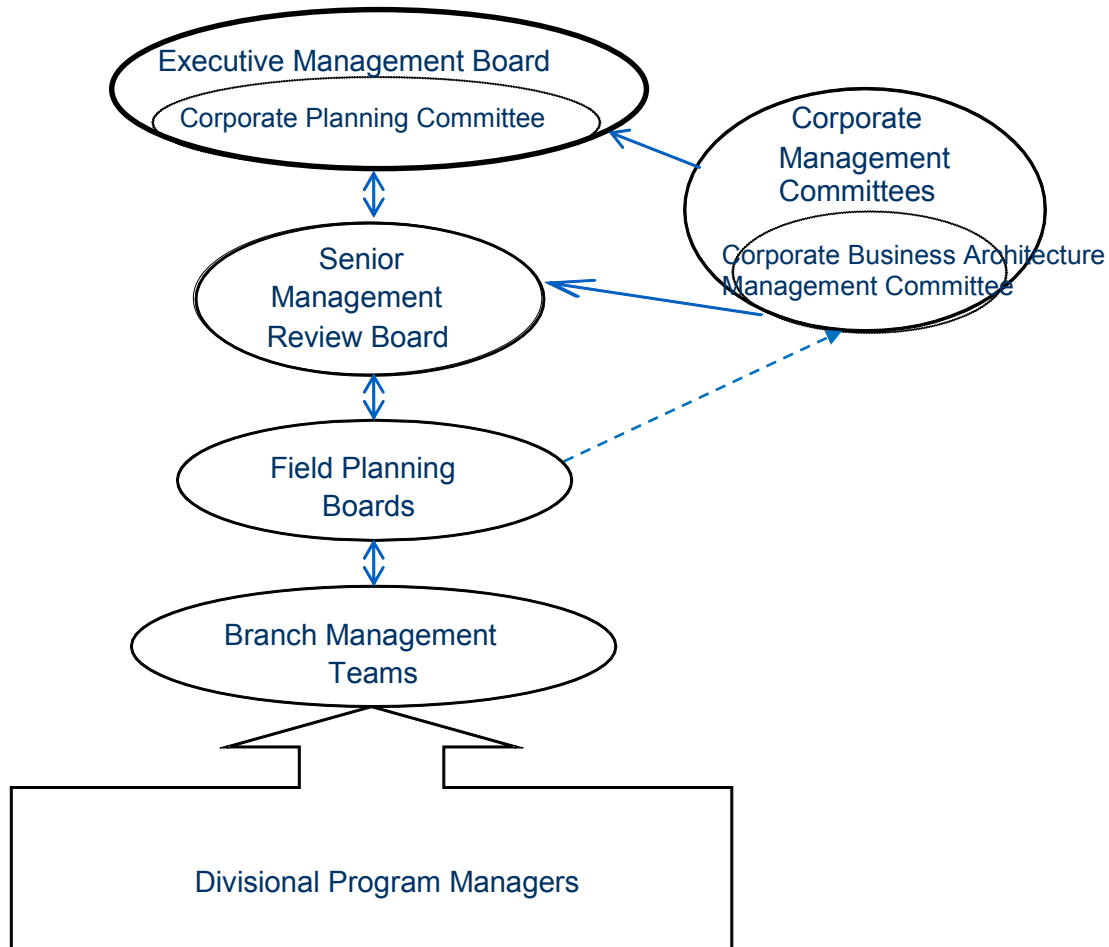 Executive Management Board
Corporate Planning Committee
Corporate
Management
Committees
Corporate Business Architecture
Management Committee
Senior
Management
Review Board
Field Planning
Boards
Branch Management
Teams
Divisional Program Managers